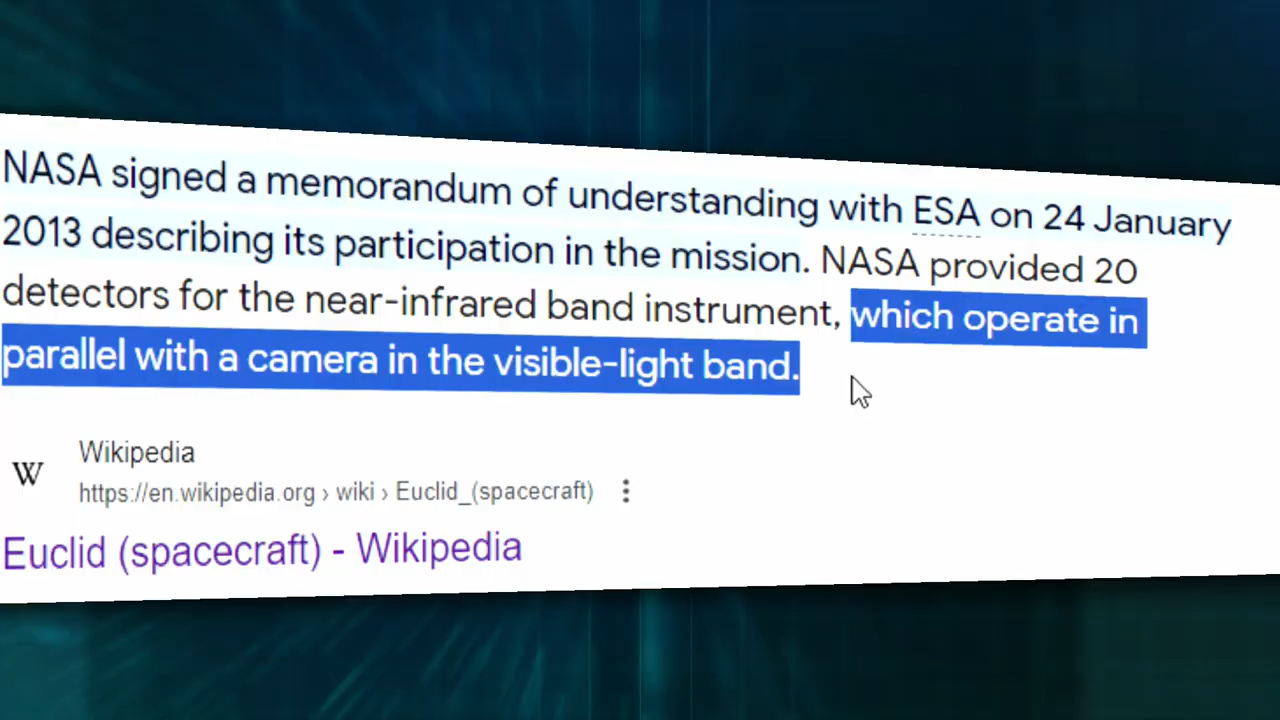 NASA signed a memorandum of understanding with ESA on 24 January
2013 describing its participation in the mission. NASA provided 20
detectors for the near-infrared band instrument, which operate in
parallel with a camera in the visible-light band.
W
Wikipedia
https://en.wikipedia.org › wiki › Euclid_(spacecraft)
Euclid (spacecraft) - Wikipedia